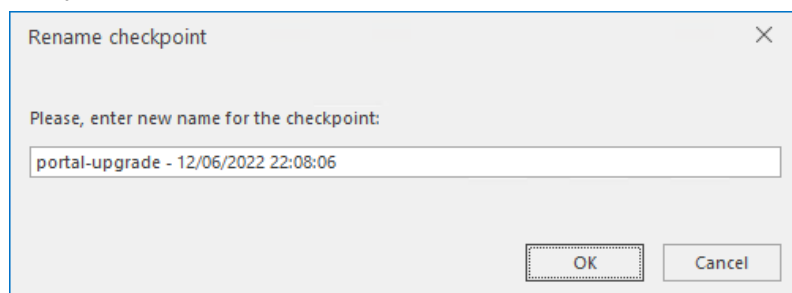 Rename checkpoint
Please, enter new name for the checkpoint:
portal-upgrade - 12/06/2022 22:08:06
OK Cancel